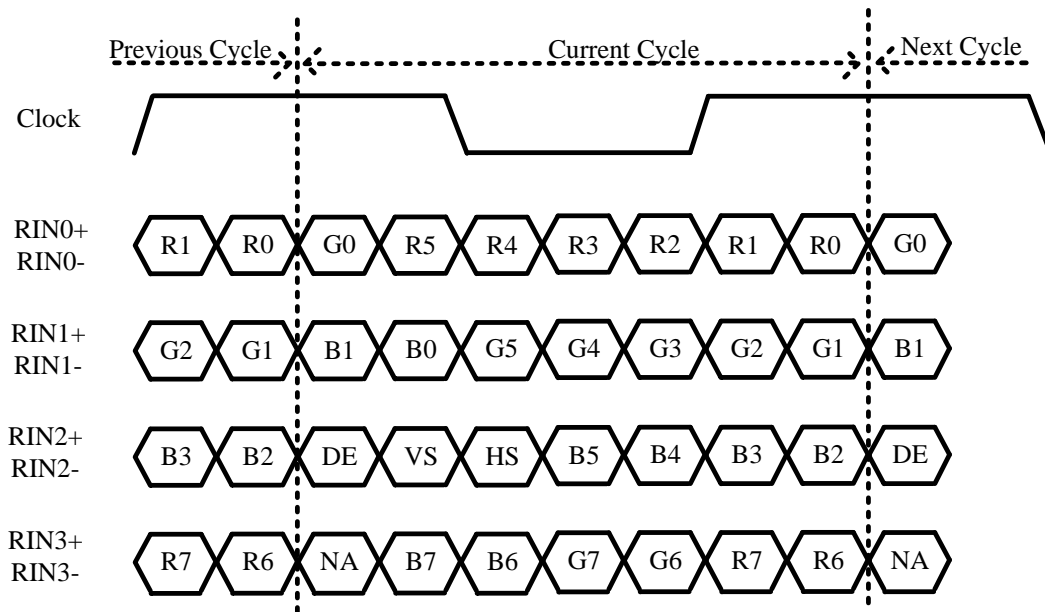 Previous Cycle Current Cycle Next Cycle
Clock
RIN0+
RIN0-
R1 R0 G0 R5 R4 R3 R2 R1 R0 G0
RIN1+
RIN1-
G2 G1 B1 B0 G5 G4 G3 G2 G1 B1
RIN2+
RIN2-
B3 B2 DE VS HS B5 B4 B3 B2 DE
RIN3+
RIN3-
R7 R6 NA B7 B6 G7 G6 R7 R6 NA